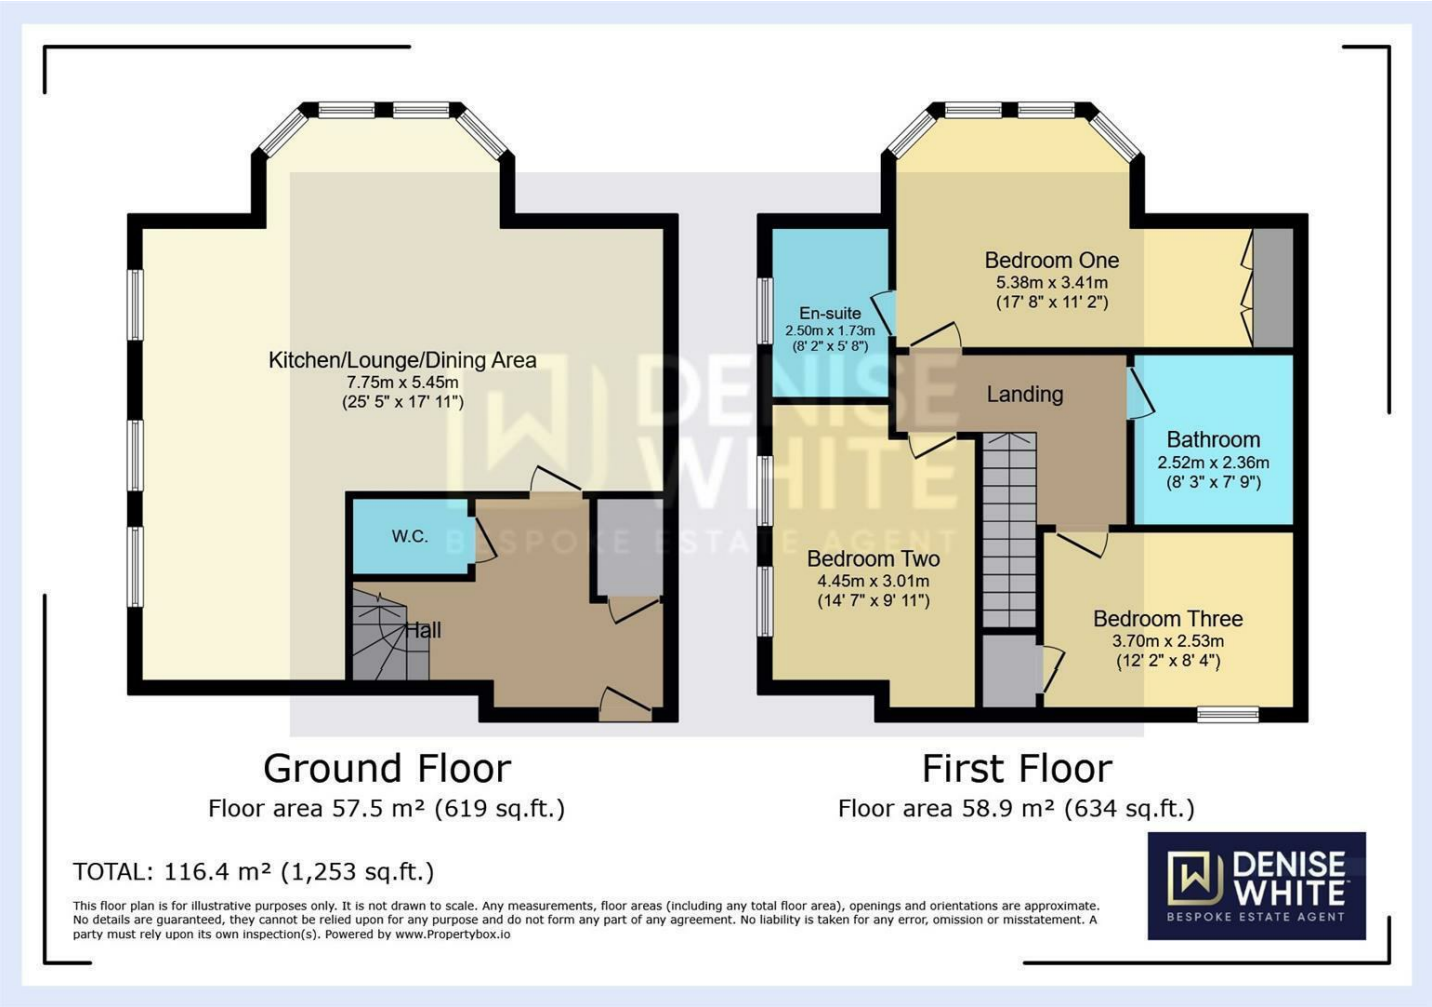 Kitchen/Lounge/Dining Area
7.75m x 5.45m
(25' 5" x 17' 11")
W.C.
Hall
Bedroom One
5.38m x 3.41m
(17' 8" x 11' 2")
En-suite
2.50m x 1.73m
(8' 2" x 5' 8")
Landing
Bathroom
2.52m x 2.36m
(8' 3" x 7' 9")
Bedroom Two
4.45m x 3.01m
(14' 7" x 9' 11")
Bedroom Three
3.70m x 2.53m
(12' 2" x 8' 4")
DENISE
WHITE
BESPOKE ESTATE AGENT
Ground Floor
Floor area 57.5 m² (619 sq.ft.)
First Floor
Floor area 58.9 m² (634 sq.ft.)
TOTAL: 116.4 m² (1,253 sq.ft.)
This floor plan is for illustrative purposes only. It is not drawn to scale. Any measurements, floor areas (including any total floor area), openings and orientations are approximate.
No details are guaranteed, they cannot be relied upon for any purpose and do not form any part of any agreement. No liability is taken for any error, omission or misstatement. A
party must rely upon its own inspection(s). Powered by www.Propertybox.io
DENISE
WHITE™
BESPOKE ESTATE AGENT